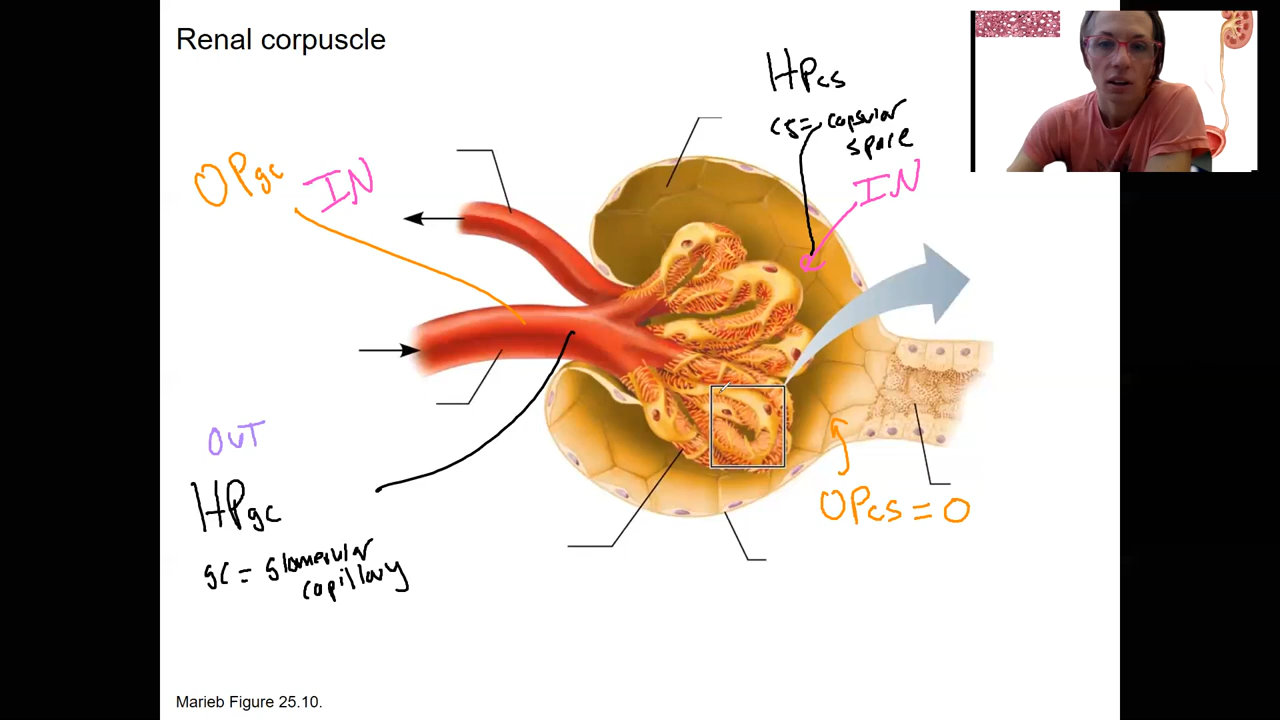 Renal corpuscle
HPcs
cs = capsular
space
IN
OPgc
IN
OUT
HPgc
gc = glomerular
capillary
OPcs = 0
Marieb Figure 25.10.